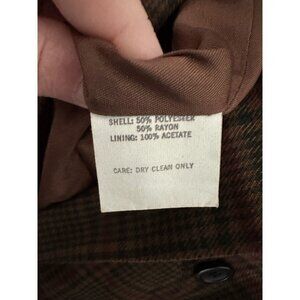 SHELL: 50% POLYESTER
50% RAYON
LINING: 100% ACETATE
CARE: DRY CLEAN ONLY